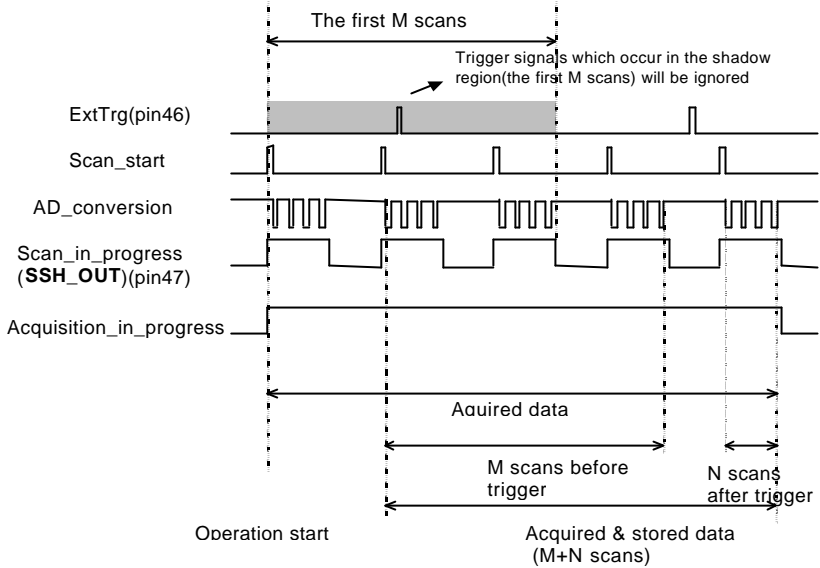 The first M scans
Trigger signals which occur in the shadow
region(the first M scans) will be ignored
ExtTrg(pin46)
Scan_start
AD_conversion
Scan_in_progress
(SSH_OUT)(pin47)
Acquisition_in_progress
Aquired data
M scans before
trigger
N scans
after trigger
Operation start
Acquired & stored data
(M+N scans)